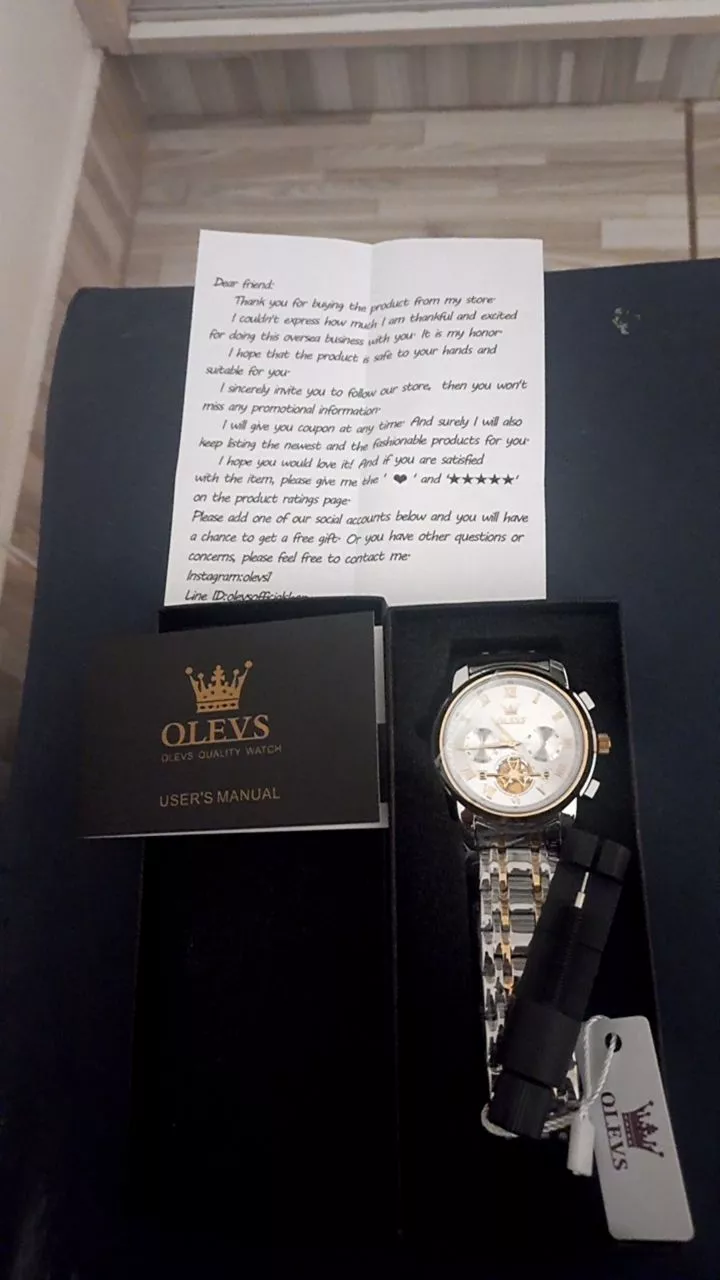 Dear friend:
Thank you for buying the product from my store.
I couldn't express how much I am thankful and excited
for doing this oversea business with you. It is my honor.
I hope that the product is safe to your hands and
suitable for you.
I sincerely invite you to follow our store, then you won't
miss any promotional information.
I will give you coupon at any time. And surely I will also
keep listing the newest and the fashionable products for you.
I hope you would love it! And if you are satisfied
with the item, please give me the ' ❤ ' and '★★★★★'
on the product ratings page.
Please add one of our social accounts below and you will have
a chance to get a free gift. Or you have other questions or
concerns, please feel free to contact me.
Instagram:olevs1
Line ID:
OLEVS
OLEVS QUALITY WATCH
USER'S MANUAL
OLEVS
OLEVS